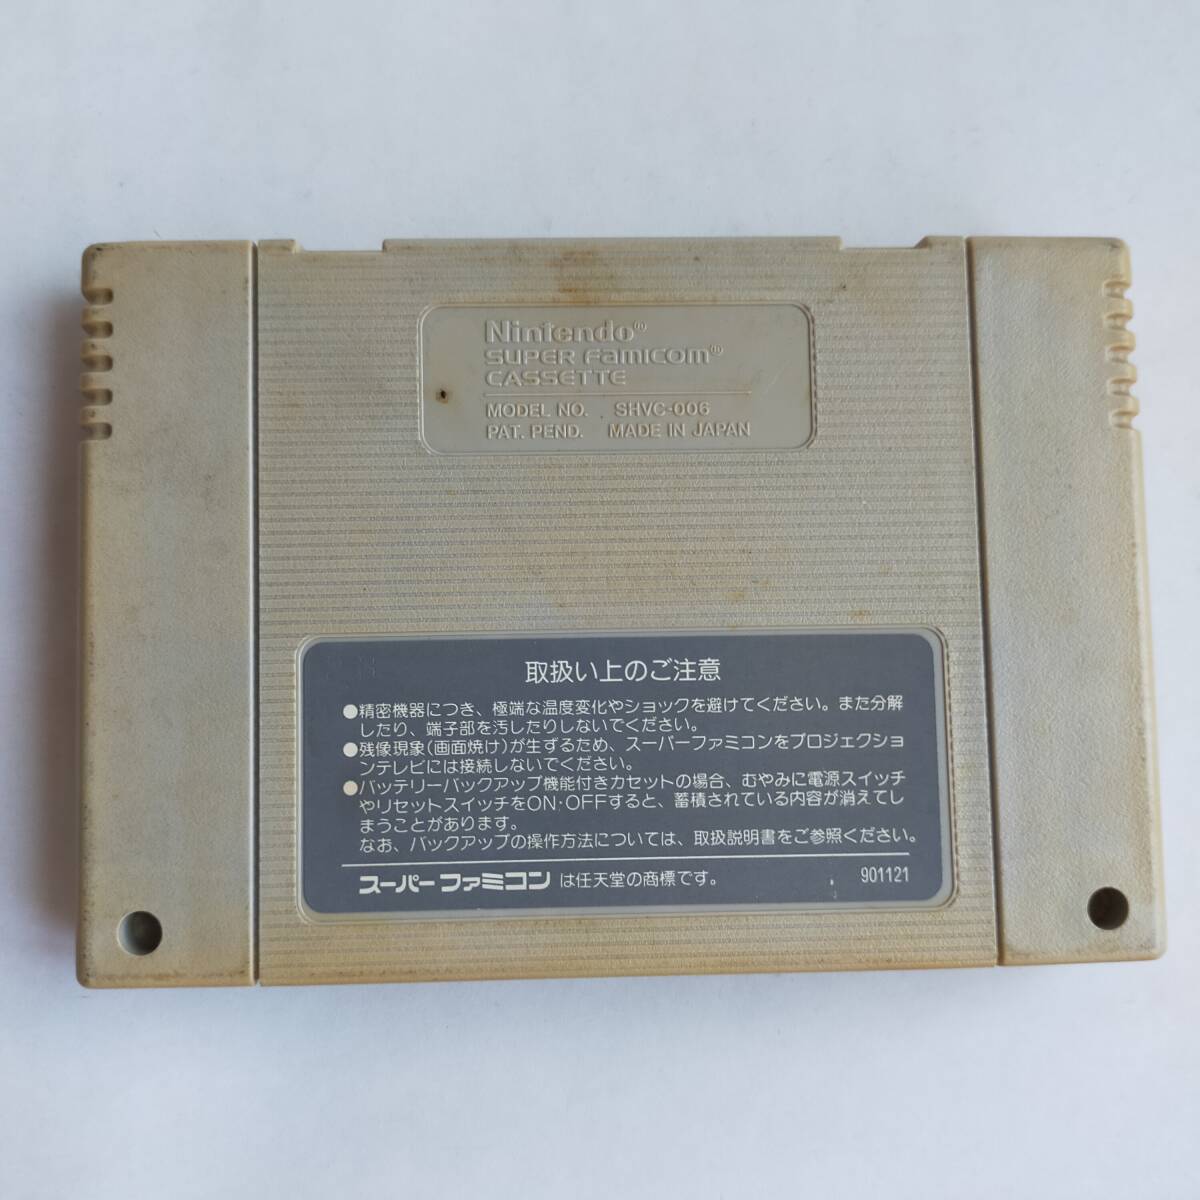 Nintendo®
SUPER FAMICOM®
CASSETTE
MODEL NO. SHVC-006
PAT. PEND. MADE IN JAPAN
取扱い上のご注意
●精密機器につき、極端な温度変化やショックを避けてください。また分解
したり、端子部を汚したりしないでください。
●残像現象(画面焼け)が生ずるため、スーパーファミコンをプロジェクショ
ンテレビには接続しないでください。
●バッテリーバックアップ機能付きカセットの場合、むやみに電源スイッチ
やリセットスイッチをON・OFFすると、蓄積されている内容が消えてし
まうことがあります。
なお、バックアップの操作方法については、取扱説明書をご参照ください。
スーパーファミコン は任天堂の商標です。 901121